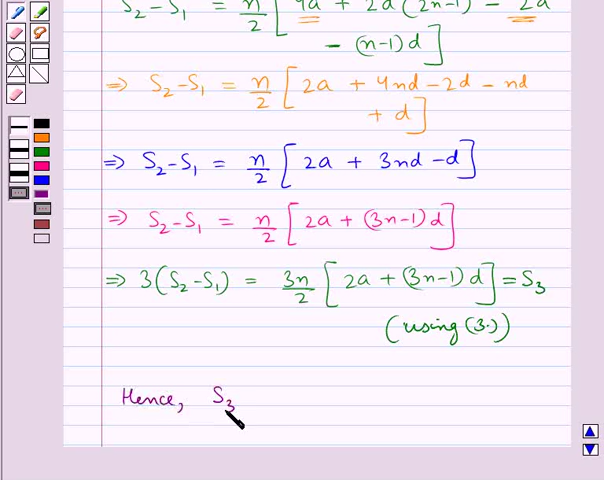 S₂-S₁ = n/2 [ 4a + 2d(2n-1) - 2a
- (n-1)d ]
⇒ S₂-S₁ = n/2 [ 2a + 4nd - 2d - nd
+ d ]
⇒ S₂-S₁ = n/2 [ 2a + 3nd - d ]
⇒ S₂-S₁ = n/2 [ 2a + (3n-1)d ]
⇒ 3(S₂-S₁) = 3n/2 [ 2a + (3n-1)d ] = S₃
(using (3.))
Hence, S₃